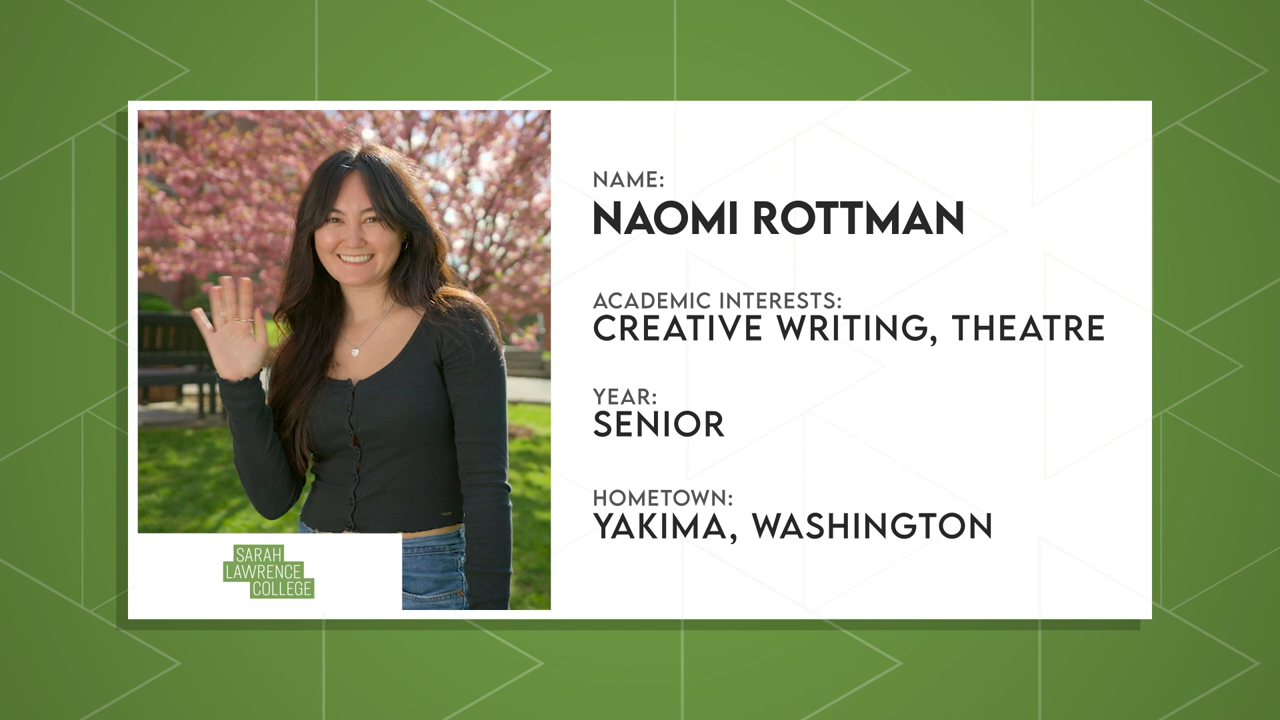 NAME:
NAOMI ROTTMAN
ACADEMIC INTERESTS:
CREATIVE WRITING, THEATRE
YEAR:
SENIOR
HOMETOWN:
YAKIMA, WASHINGTON
SARAH
LAWRENCE
COLLEGE